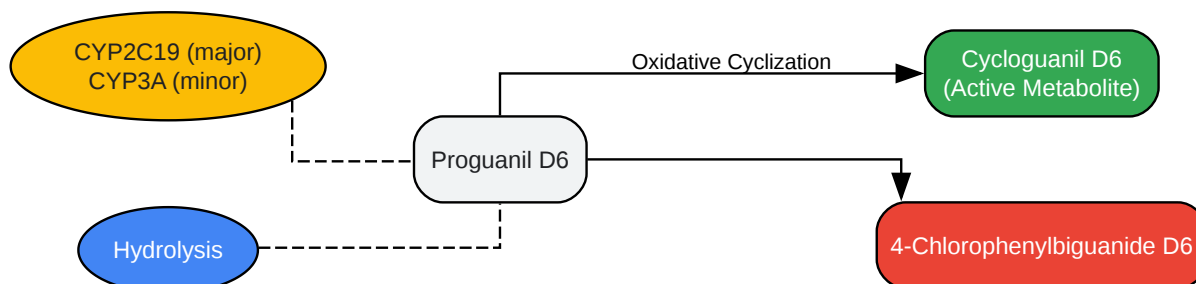 CYP2C19 (major)
CYP3A (minor)
Oxidative Cyclization
Cycloguanil D6
(Active Metabolite)
Proguanil D6
Hydrolysis
4-Chlorophenylbiguanide D6